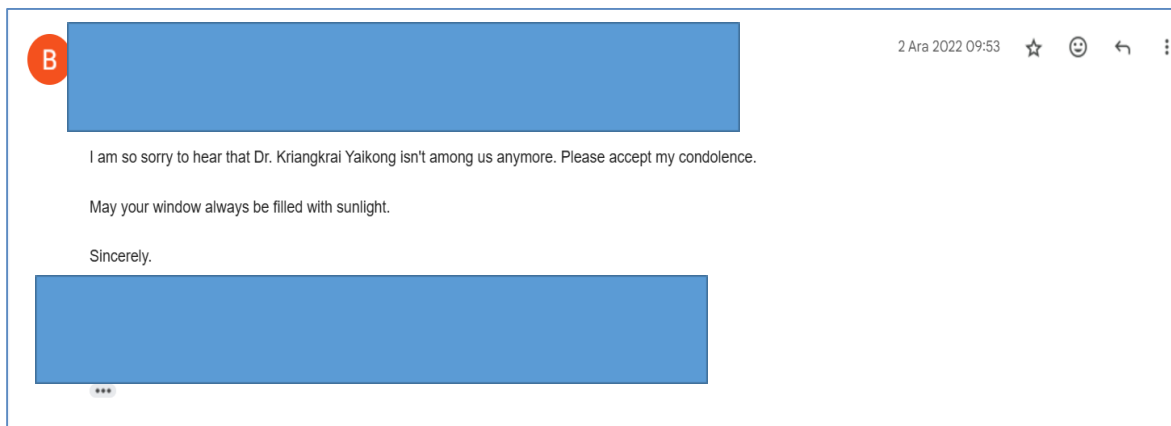 B
2 Ara 2022 09:53
I am so sorry to hear that Dr. Kriangkrai Yaikong isn't among us anymore. Please accept my condolence.
May your window always be filled with sunlight.
Sincerely.